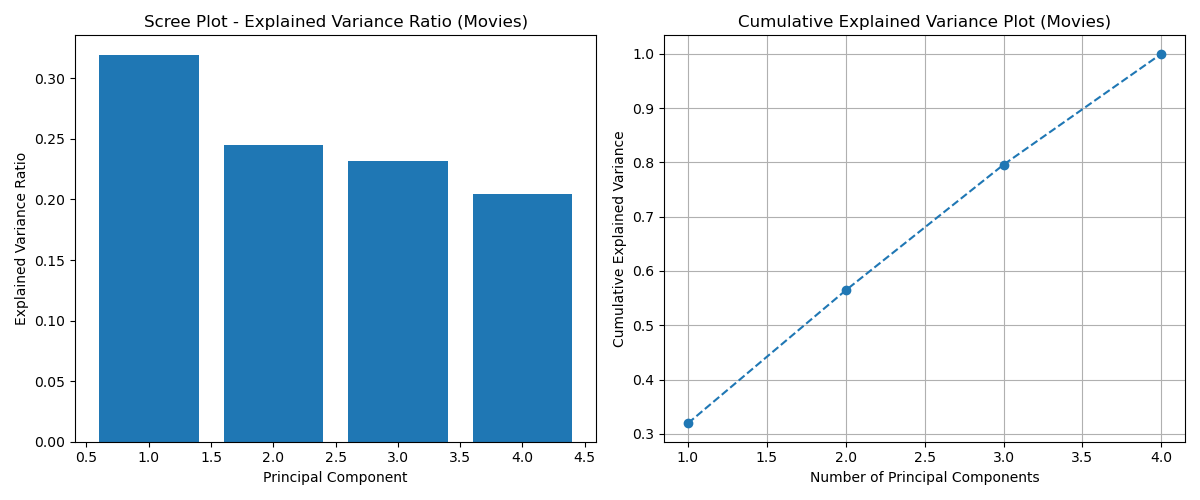 Scree Plot - Explained Variance Ratio (Movies)
Explained Variance Ratio
0.30
0.25
0.20
0.15
0.10
0.05
0.00
0.5 1.0 1.5 2.0 2.5 3.0 3.5 4.0 4.5
Principal Component
Cumulative Explained Variance Plot (Movies)
Cumulative Explained Variance
1.0
0.9
0.8
0.7
0.6
0.5
0.4
0.3
1.0 1.5 2.0 2.5 3.0 3.5 4.0
Number of Principal Components